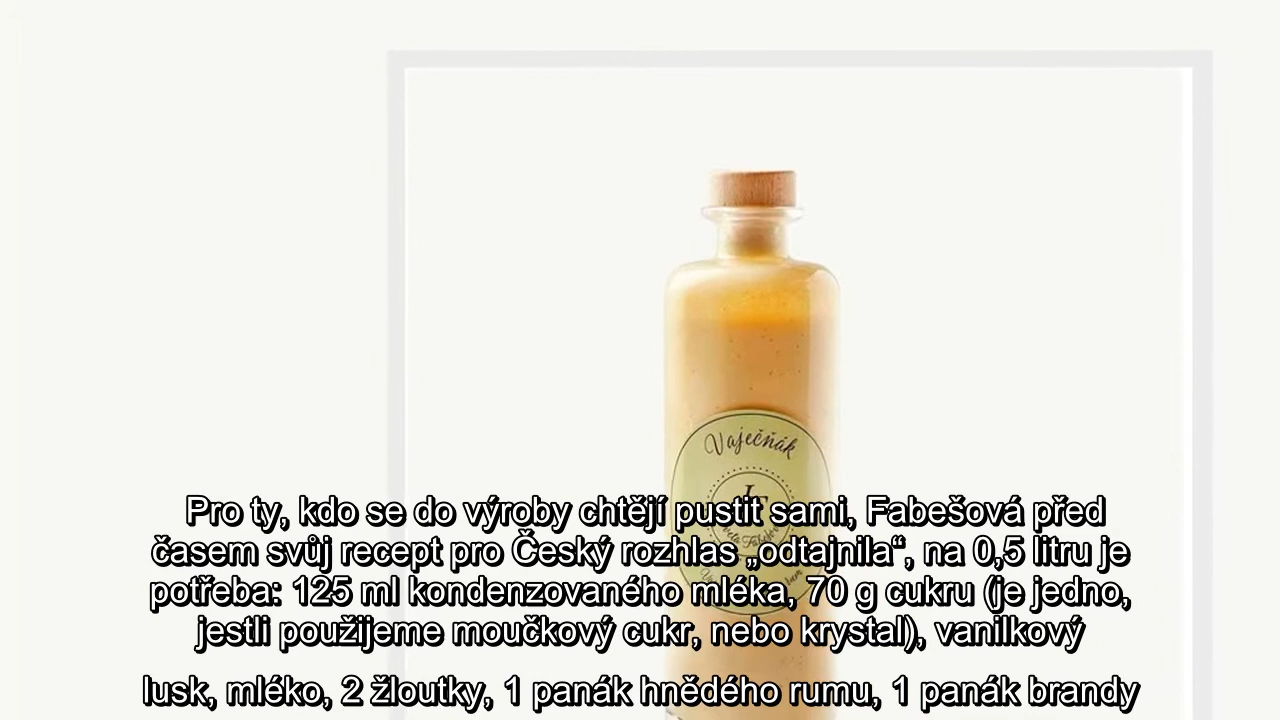 Vaječňák
Pro ty, kdo se do výroby chtějí pustit sami, Fabešová před
časem svůj recept pro Český rozhlas „odtajnila“, na 0,5 litru je
potřeba: 125 ml kondenzovaného mléka, 70 g cukru (je jedno,
jestli použijeme moučkový cukr, nebo krystal), vanilkový
lusk, mléko, 2 žloutky, 1 panák hnědého rumu, 1 panák brandy